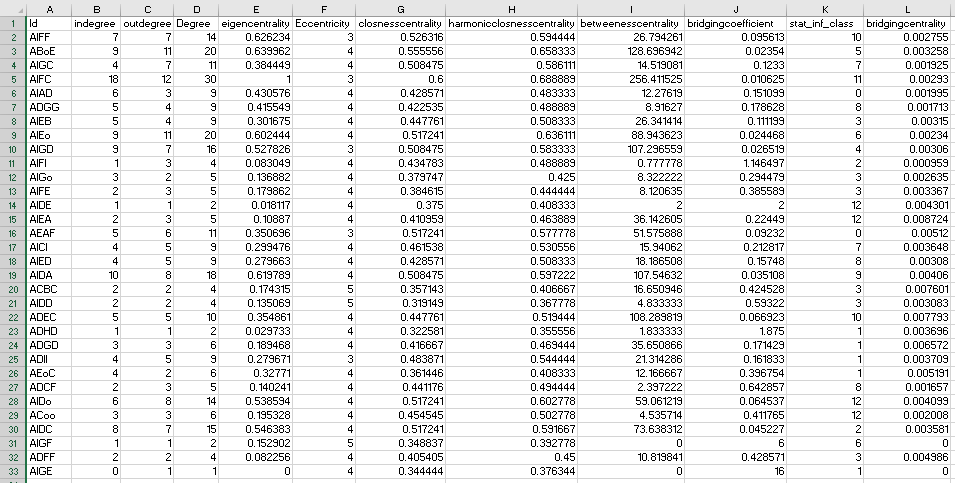 A B C D E F G H I J K L
1 Id indegree outdegree Degree eigencentrality Eccentricity closnesscentrality harmonicclosnesscentrality betweenesscentrality bridgingcoefficient stat_inf_class bridgingcentrality
2 AIFF 7 7 14 0.626234 3 0.526316 0.594444 26.794261 0.095613 10 0.002755
3 ABoE 9 11 20 0.639962 4 0.555556 0.658333 128.696942 0.02354 5 0.003258
4 AIGC 4 7 11 0.384449 4 0.508475 0.586111 14.519081 0.1233 7 0.001925
5 AIFC 18 12 30 1 3 0.6 0.688889 256.411525 0.010625 11 0.00293
6 AIAD 6 3 9 0.430576 4 0.428571 0.483333 12.27619 0.151099 0 0.001995
7 ADGG 5 4 9 0.415549 4 0.422535 0.488889 8.91627 0.178628 8 0.001713
8 AIEB 5 4 9 0.301675 4 0.447761 0.508333 26.341414 0.111199 3 0.00315
9 AIEo 9 11 20 0.602444 4 0.517241 0.636111 88.943623 0.024468 6 0.00234
10 AIGD 9 7 16 0.527826 3 0.508475 0.583333 107.296559 0.026519 4 0.00306
11 AIFI 1 3 4 0.083049 4 0.434783 0.488889 0.777778 1.146497 2 0.000959
12 AIGo 3 2 5 0.136882 4 0.379747 0.425 8.322222 0.294479 3 0.002635
13 AIFE 2 3 5 0.179862 4 0.384615 0.444444 8.120635 0.385589 3 0.003367
14 AIDE 1 1 2 0.018117 4 0.375 0.408333 2 2 12 0.004301
15 AIEA 2 3 5 0.10887 4 0.410959 0.463889 36.142605 0.22449 12 0.008724
16 AEAF 5 6 11 0.350696 3 0.517241 0.577778 51.575888 0.09232 0 0.00512
17 AICI 4 5 9 0.299476 4 0.461538 0.530556 15.94062 0.212817 7 0.003648
18 AIED 4 5 9 0.279663 4 0.428571 0.508333 18.186508 0.15748 8 0.00308
19 AIDA 10 8 18 0.619789 4 0.508475 0.597222 107.54632 0.035108 9 0.00406
20 ACBC 2 2 4 0.174315 5 0.357143 0.406667 16.650946 0.424528 3 0.007601
21 AIDD 2 2 4 0.135069 5 0.319149 0.367778 4.833333 0.59322 3 0.003083
22 ADEC 5 5 10 0.354861 4 0.447761 0.519444 108.289819 0.066923 10 0.007793
23 ADHD 1 1 2 0.029733 4 0.322581 0.355556 1.833333 1.875 1 0.003696
24 ADGD 3 3 6 0.189468 4 0.416667 0.469444 35.650866 0.171429 1 0.006572
25 ADII 4 5 9 0.279671 3 0.483871 0.544444 21.314286 0.161833 1 0.003709
26 AEoC 4 2 6 0.32771 4 0.361446 0.408333 12.166667 0.396754 1 0.005191
27 ADCF 2 3 5 0.140241 4 0.441176 0.494444 2.397222 0.642857 8 0.001657
28 AIDo 6 8 14 0.538594 4 0.517241 0.602778 59.061219 0.064537 12 0.004099
29 ACoo 3 3 6 0.195328 4 0.454545 0.502778 4.535714 0.411765 12 0.002008
30 AIDC 8 7 15 0.546383 4 0.517241 0.591667 73.638312 0.045227 2 0.003581
31 AIGF 1 1 2 0.152902 5 0.348837 0.392778 0 6 6 0
32 ADFF 2 2 4 0.082256 4 0.405405 0.45 10.819841 0.428571 3 0.004986
33 AIGE 0 1 1 0 4 0.344444 0.376344 0 16 1 0